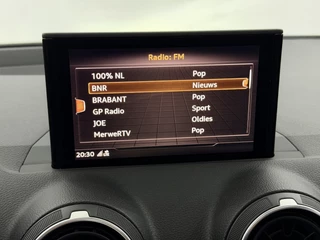 Radio: FM
100% NL Pop
BNR Nieuws
BRABANT Pop
GP Radio Sport
JOE Oldies
MerweRTV Pop
20:30